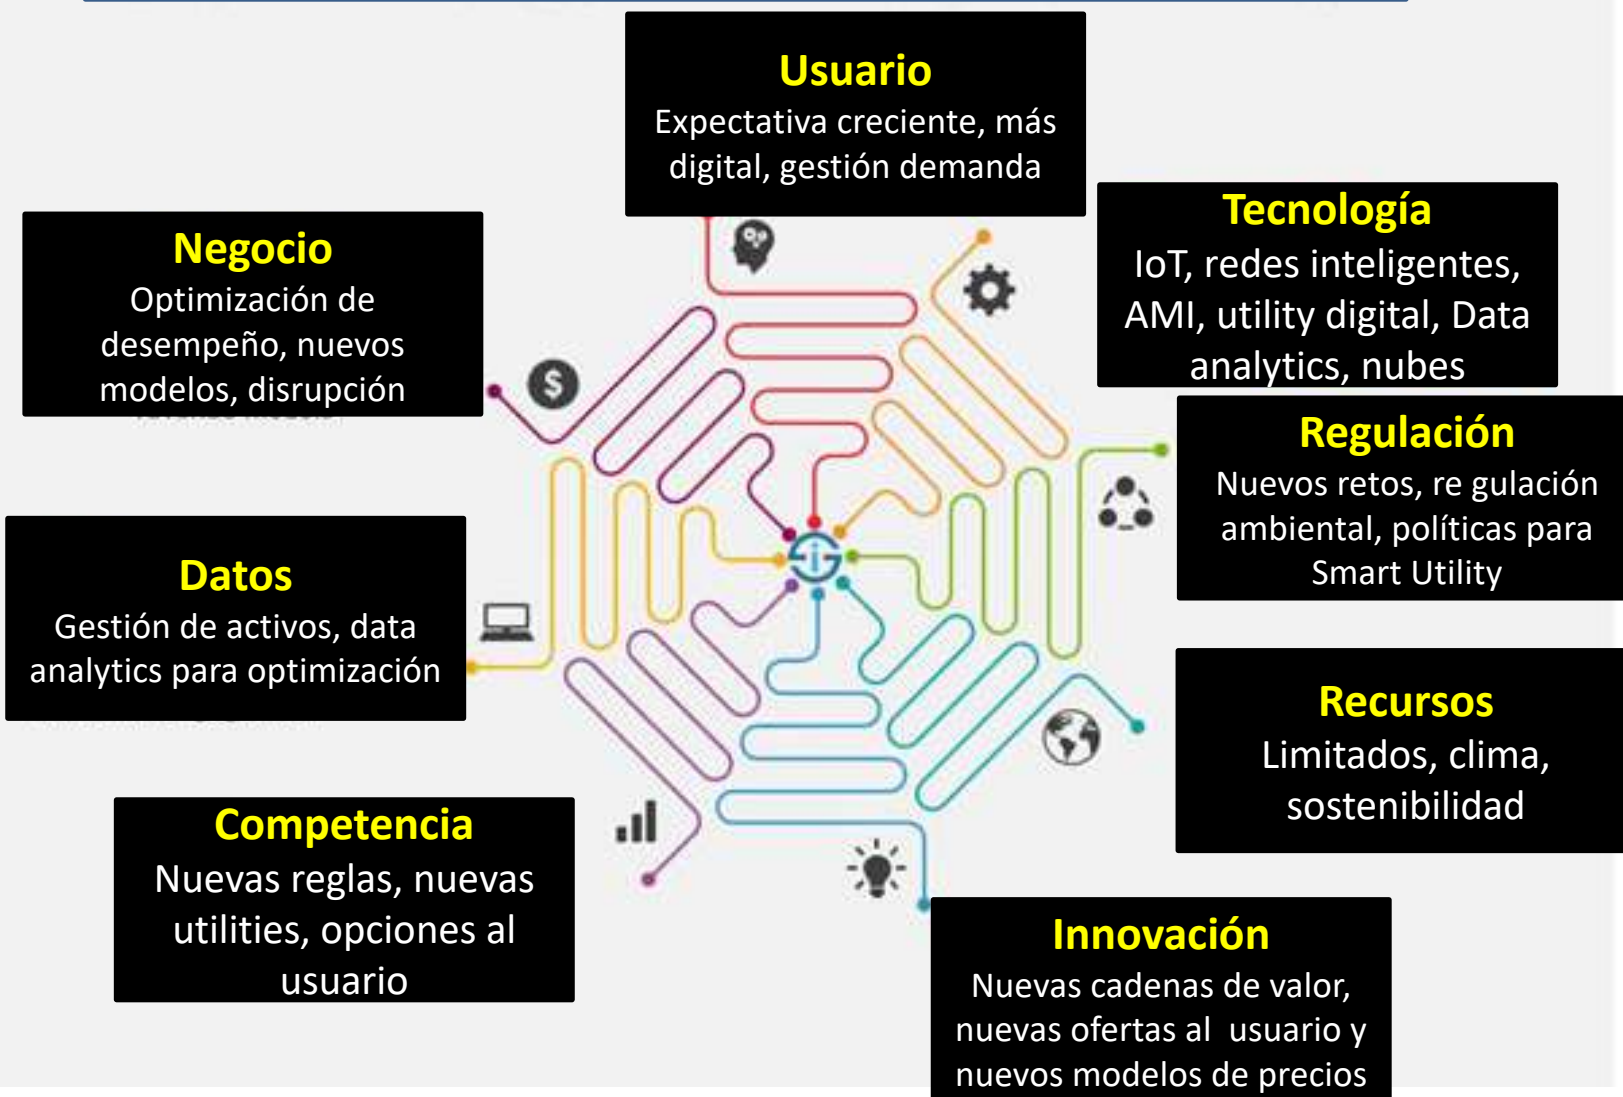 Usuario
Expectativa creciente, más
digital, gestión demanda
Tecnología
IoT, redes inteligentes,
AMI, utility digital, Data
analytics, nubes
Negocio
Optimización de
desempeño, nuevos
modelos, disrupción
Regulación
Nuevos retos, re gulación
ambiental, políticas para
Smart Utility
Datos
Gestión de activos, data
analytics para optimización
Recursos
Limitados, clima,
sostenibilidad
Competencia
Nuevas reglas, nuevas
utilities, opciones al
usuario
Innovación
Nuevas cadenas de valor,
nuevas ofertas al  usuario y
nuevos modelos de precios